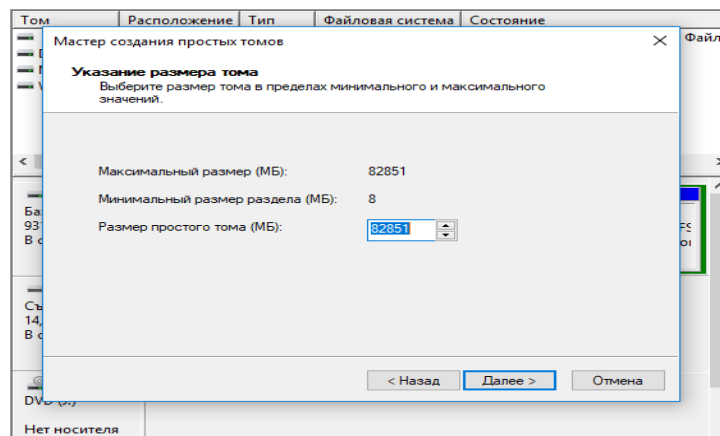 Том Расположение Тип Файловая система Состояние
Мастер создания простых томов
Указание размера тома
Выберите размер тома в пределах минимального и максимального
значений.
Максимальный размер (МБ): 82851
Минимальный размер раздела (МБ): 8
Размер простого тома (МБ): 82851
< Назад Далее > Отмена
Нет носителя